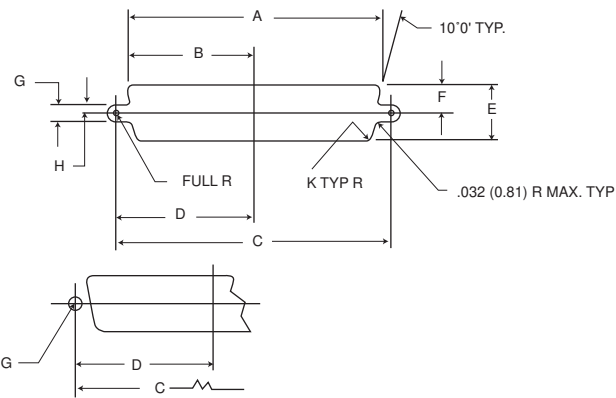 A
10°0' TYP.
B
G
F
E
H
FULL R
K TYP R
.032 (0.81) R MAX. TYP
D
C
G
D
C